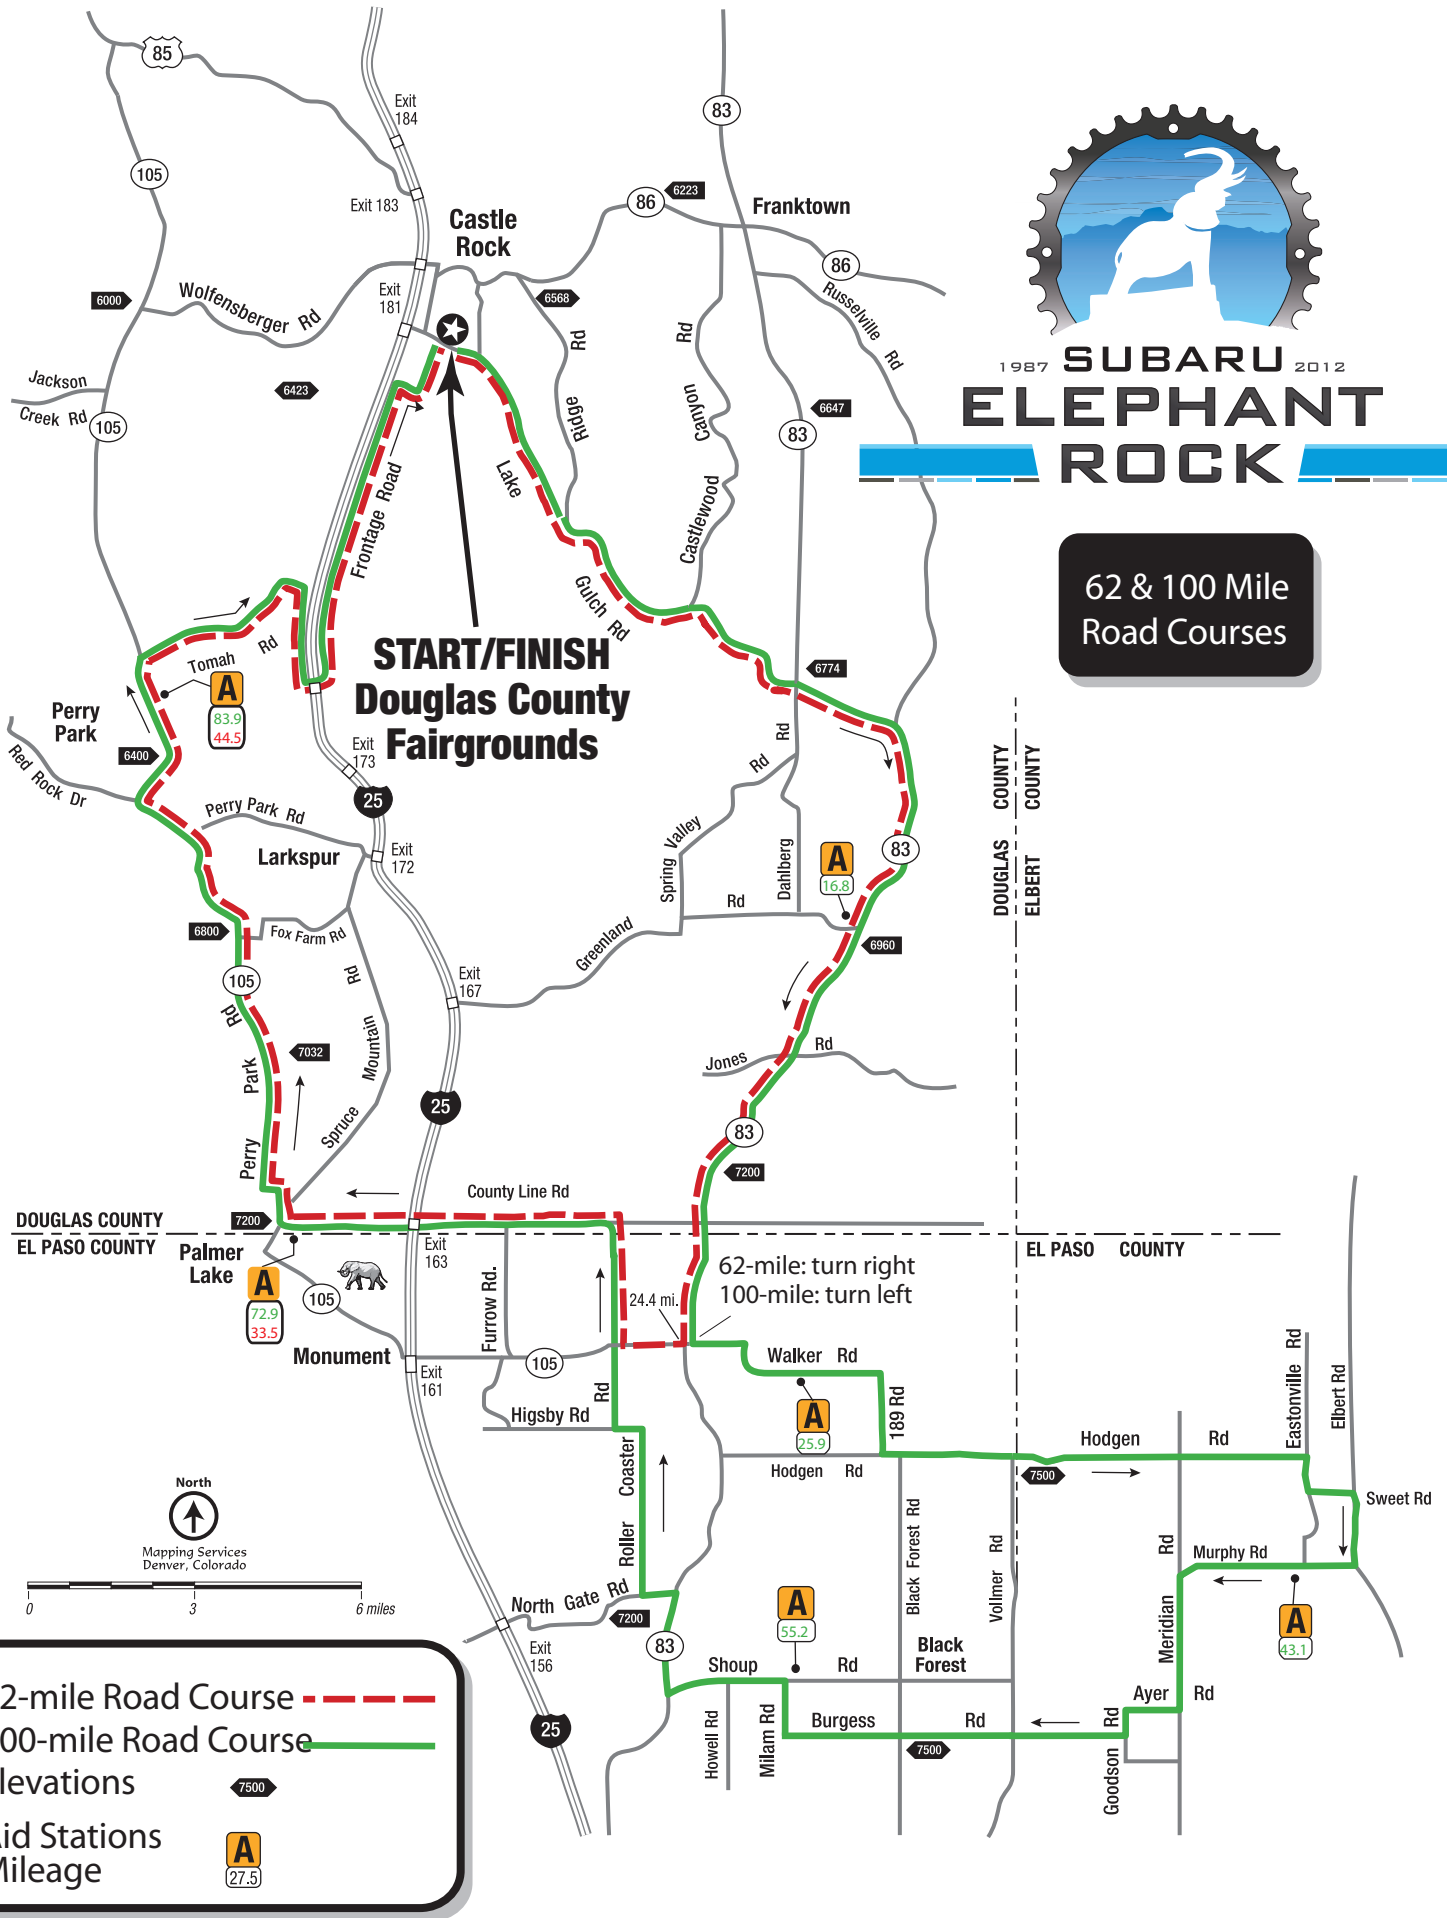 85
83
Exit
184
105
Exit 183
Castle
Rock
86
6223
Franktown
86
6000
Wolfensberger Rd
Exit
181
6568
Ridge Rd
Russelville Rd
1987 SUBARU 2012
ELEPHANT
ROCK
Jackson
Creek Rd
105
6423
6647
83
Castlewood Canyon Rd
Frontage Road
Lake
Gulch Rd
62 & 100 Mile
Road Courses
START/FINISH
Douglas County
Fairgrounds
Tomah Rd
A
83.9
44.5
Perry
Park
6400
Red Rock Dr
6774
Exit
173
25
Perry Park Rd
Larkspur
Exit
172
Spring Valley Rd
Dahlberg Rd
A
16.8
83
DOUGLAS COUNTY
ELBERT COUNTY
6800
Fox Farm Rd
105
Greenland Rd
6960
Exit
167
7032
Perry Park Rd
Spruce Mountain Rd
25
Jones Rd
83
7200
County Line Rd
DOUGLAS COUNTY
EL PASO COUNTY
7200
Palmer
Lake
A
72.9
33.5
105
Exit
163
EL PASO COUNTY
62-mile: turn right
100-mile: turn left
24.4 mi.
Furrow Rd.
Monument
105
Exit
161
Walker Rd
A
25.9
189 Rd
Higsby Rd
Roller Coaster Rd
Hodgen Rd
Hodgen Rd
7500
Eastonville Rd
Elbert Rd
Sweet Rd
North
Mapping Services
Denver, Colorado
0 3 6 miles
Black Forest Rd
Vollmer Rd
Meridian Rd
Murphy Rd
A
43.1
North Gate Rd
7200
Exit
156
83
A
55.2
Shoup Rd
Black
Forest
Howell Rd
Milam Rd
Burgess Rd
7500
Ayer Rd
Goodson Rd
25
2-mile Road Course
00-mile Road Course
levations
7500
id Stations
Mileage
A
27.5